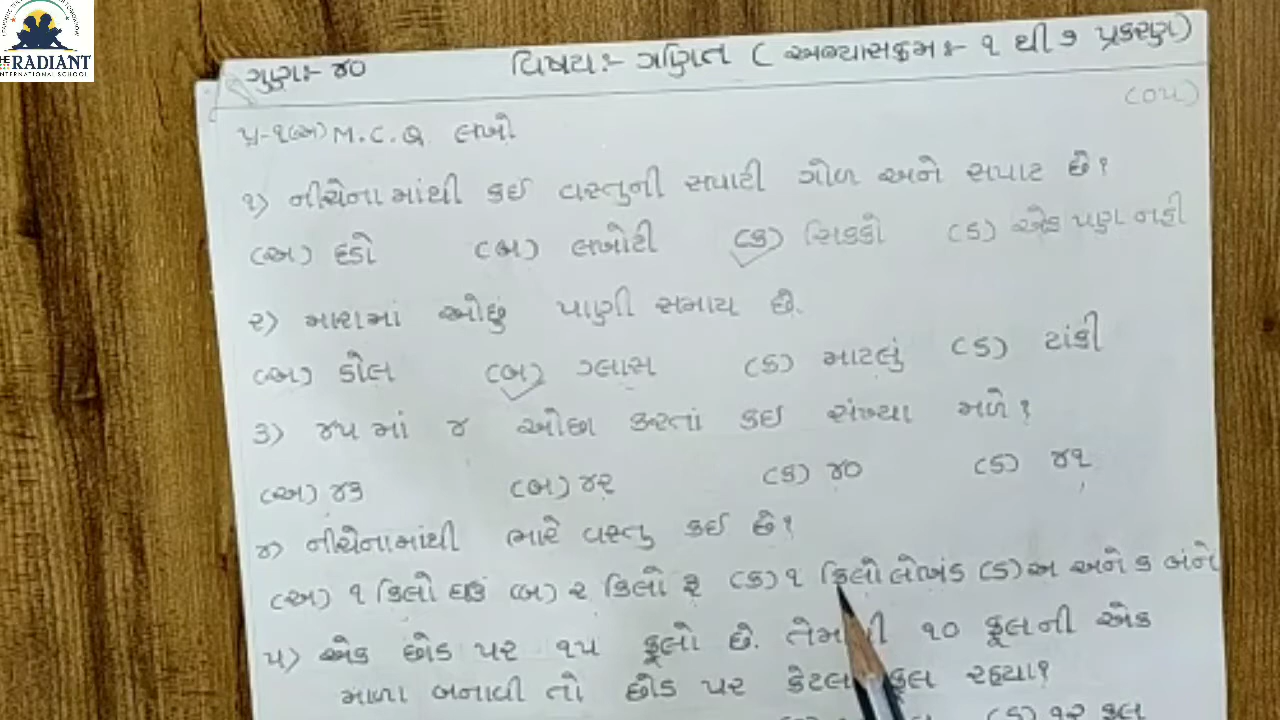 THE RADIANT
INTERNATIONAL SCHOOL
ગુણઃ- ૪૦ વિષયઃ- ગણિત ( અભ્યાસક્રમઃ- ૧ થી ૭ પ્રકરણ)
(૦૫)
પ્ર-૧(અ) M.C.Q લખો
૧) નીચેનામાંથી કઈ વસ્તુની સપાટી ગોળ અને સપાટ છે?
(અ) દડો (બ) લખોટી (ક) સિક્કો (ડ) એક પણ નહી
૨) મારામાં ઓછું પાણી સમાય છે.
(અ) ડોલ (બ) ગ્લાસ (ક) માટલું (ડ) ટાંકી
૩) ૪૫ માં ૪ ઓછા કરતાં કઈ સંખ્યા મળે?
(અ) ૪૩ (બ) ૪૨ (ક) ૪૦ (ડ) ૪૧
૪) નીચેનામાંથી ભારે વસ્તુ કઈ છે?
(અ) ૧ કિલો ઘઉં (બ) ૨ કિલો રૂ (ક) ૧ કિલો લોખંડ (ડ) અ અને ક બંને
૫) એક છોડ પર ૧૫ ફૂલો છે. તેમાંથી ૧૦ ફૂલની એક
માળા બનાવી તો છોડ પર કેટલા ફૂલ રહ્યા?
(ડ) ૧૨ ફૂલ